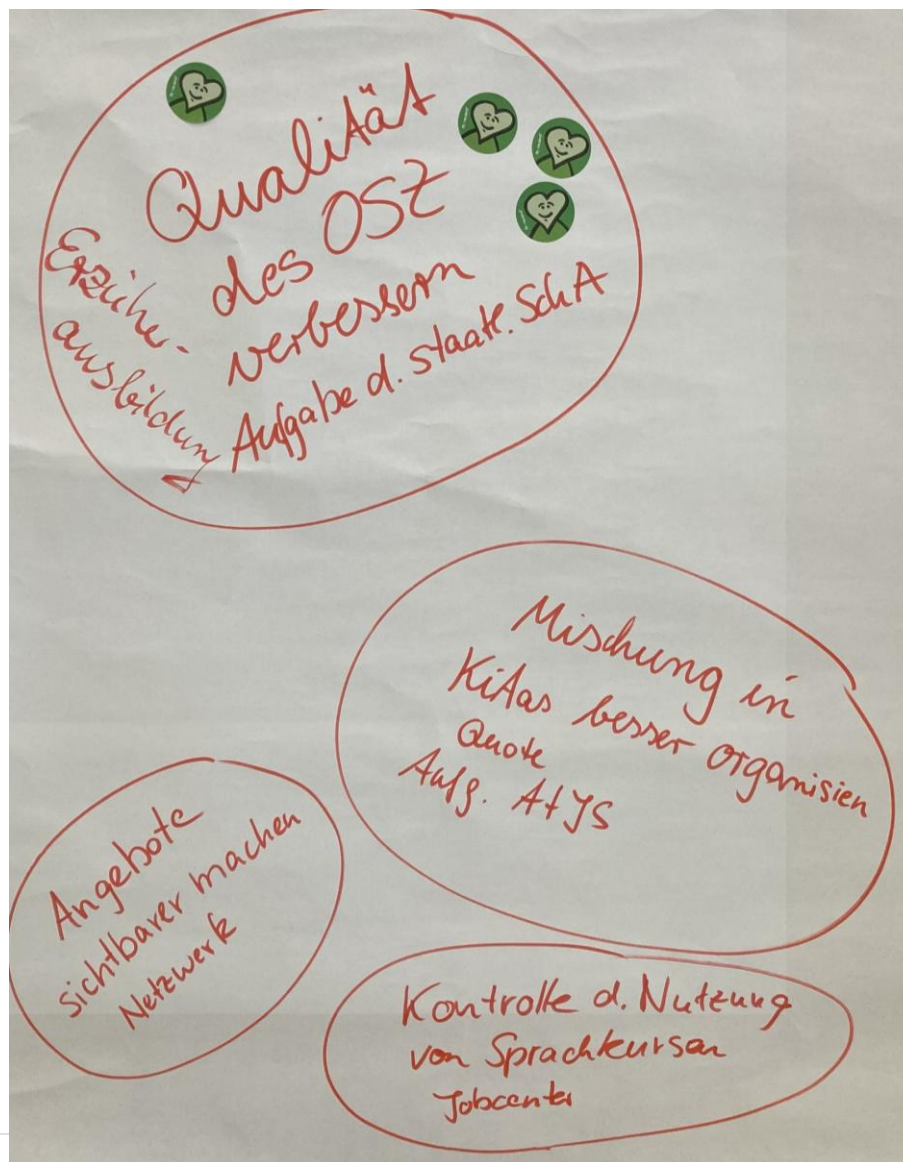 Qualität
des OSZ
verbessern
Aufgabe d. staatl. SchA
Erzieher-
ausbildung
Mischung in
KiTas besser organisien
Quote
Aufg. AfJS
Angebote
sichtbarer machen
Netzwerk
Kontrolle d. Nutzung
von Sprachkursen
Jobcenter